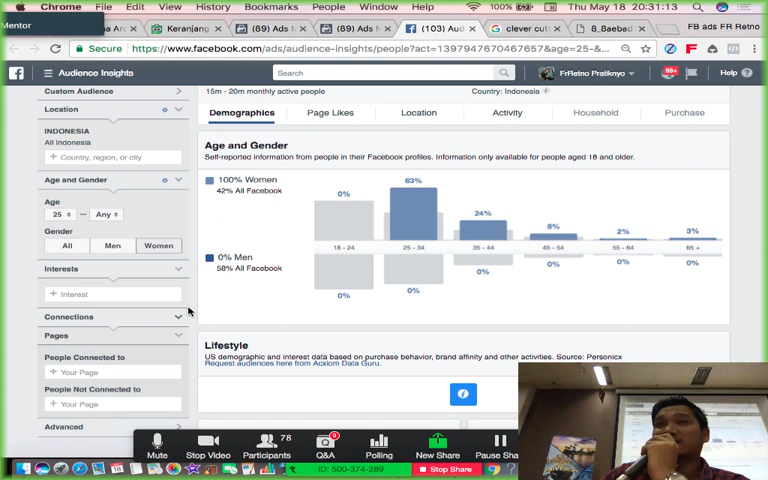 Chrome File Edit View History Bookmarks People Window Help 100% Thu May 18 20:31:13
Mentor
Keranjang
(89) Ads M
(89) Ads M
(103) Aud
clever cut
8_8aebad
FB ads FR Retno
Secure https://www.facebook.com/ads/audience-insights/people?act=1397947670467657&age=25-&
Audience Insights
Search
FrRetno Pratiknyo
99+
Help
Custom Audience
15m - 20m monthly active people
Country: Indonesia
Location
Demographics Page Likes Location Activity Household Purchase
INDONESIA
All Indonesia
+ Country, region, or city
Age and Gender
Self-reported information from people in their Facebook profiles. Information only available for people aged 18 and older.
Age and Gender
Age
25 — Any
Gender
All Men Women
Interests
+ Interest
Connections
Pages
People Connected to
+ Your Page
People Not Connected to
+ Your Page
Advanced
100% Women
42% All Facebook
0% 63% 24% 8% 2% 3%
18 - 24 25 - 34 35 - 44 45 - 54 55 - 64 65 +
0% Men
58% All Facebook
0% 0% 0% 0% 0% 0%
Lifestyle
US demographic and interest data based on purchase behavior, brand affinity and other activities. Source: Personicx
Request audiences here from Acxiom Data Guru.
78
Mute Stop Video Participants Q&A Polling New Share Pause Sha
ID: 500-374-289
Stop Share